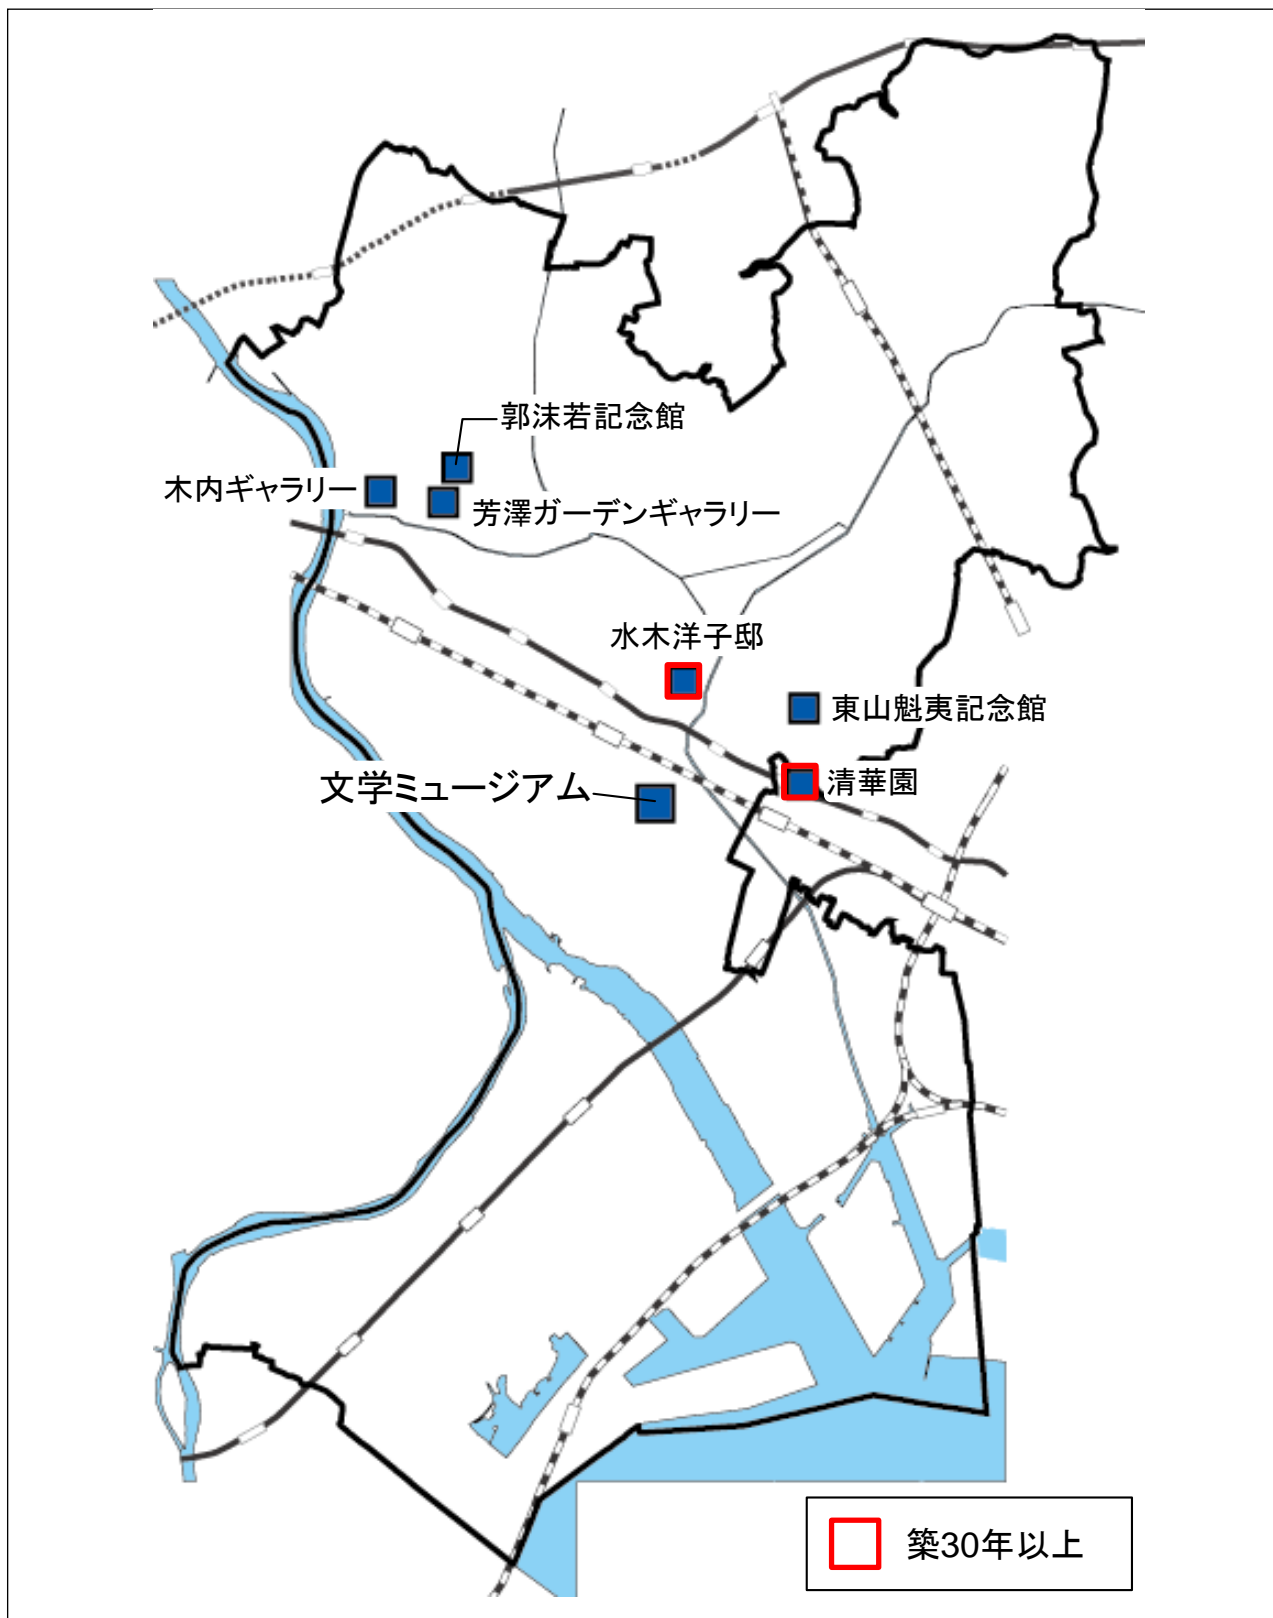 郭沫若記念館
木内ギャラリー
芳澤ガーデンギャラリー
水木洋子邸
東山魁夷記念館
清華園
文学ミュージアム
築30年以上